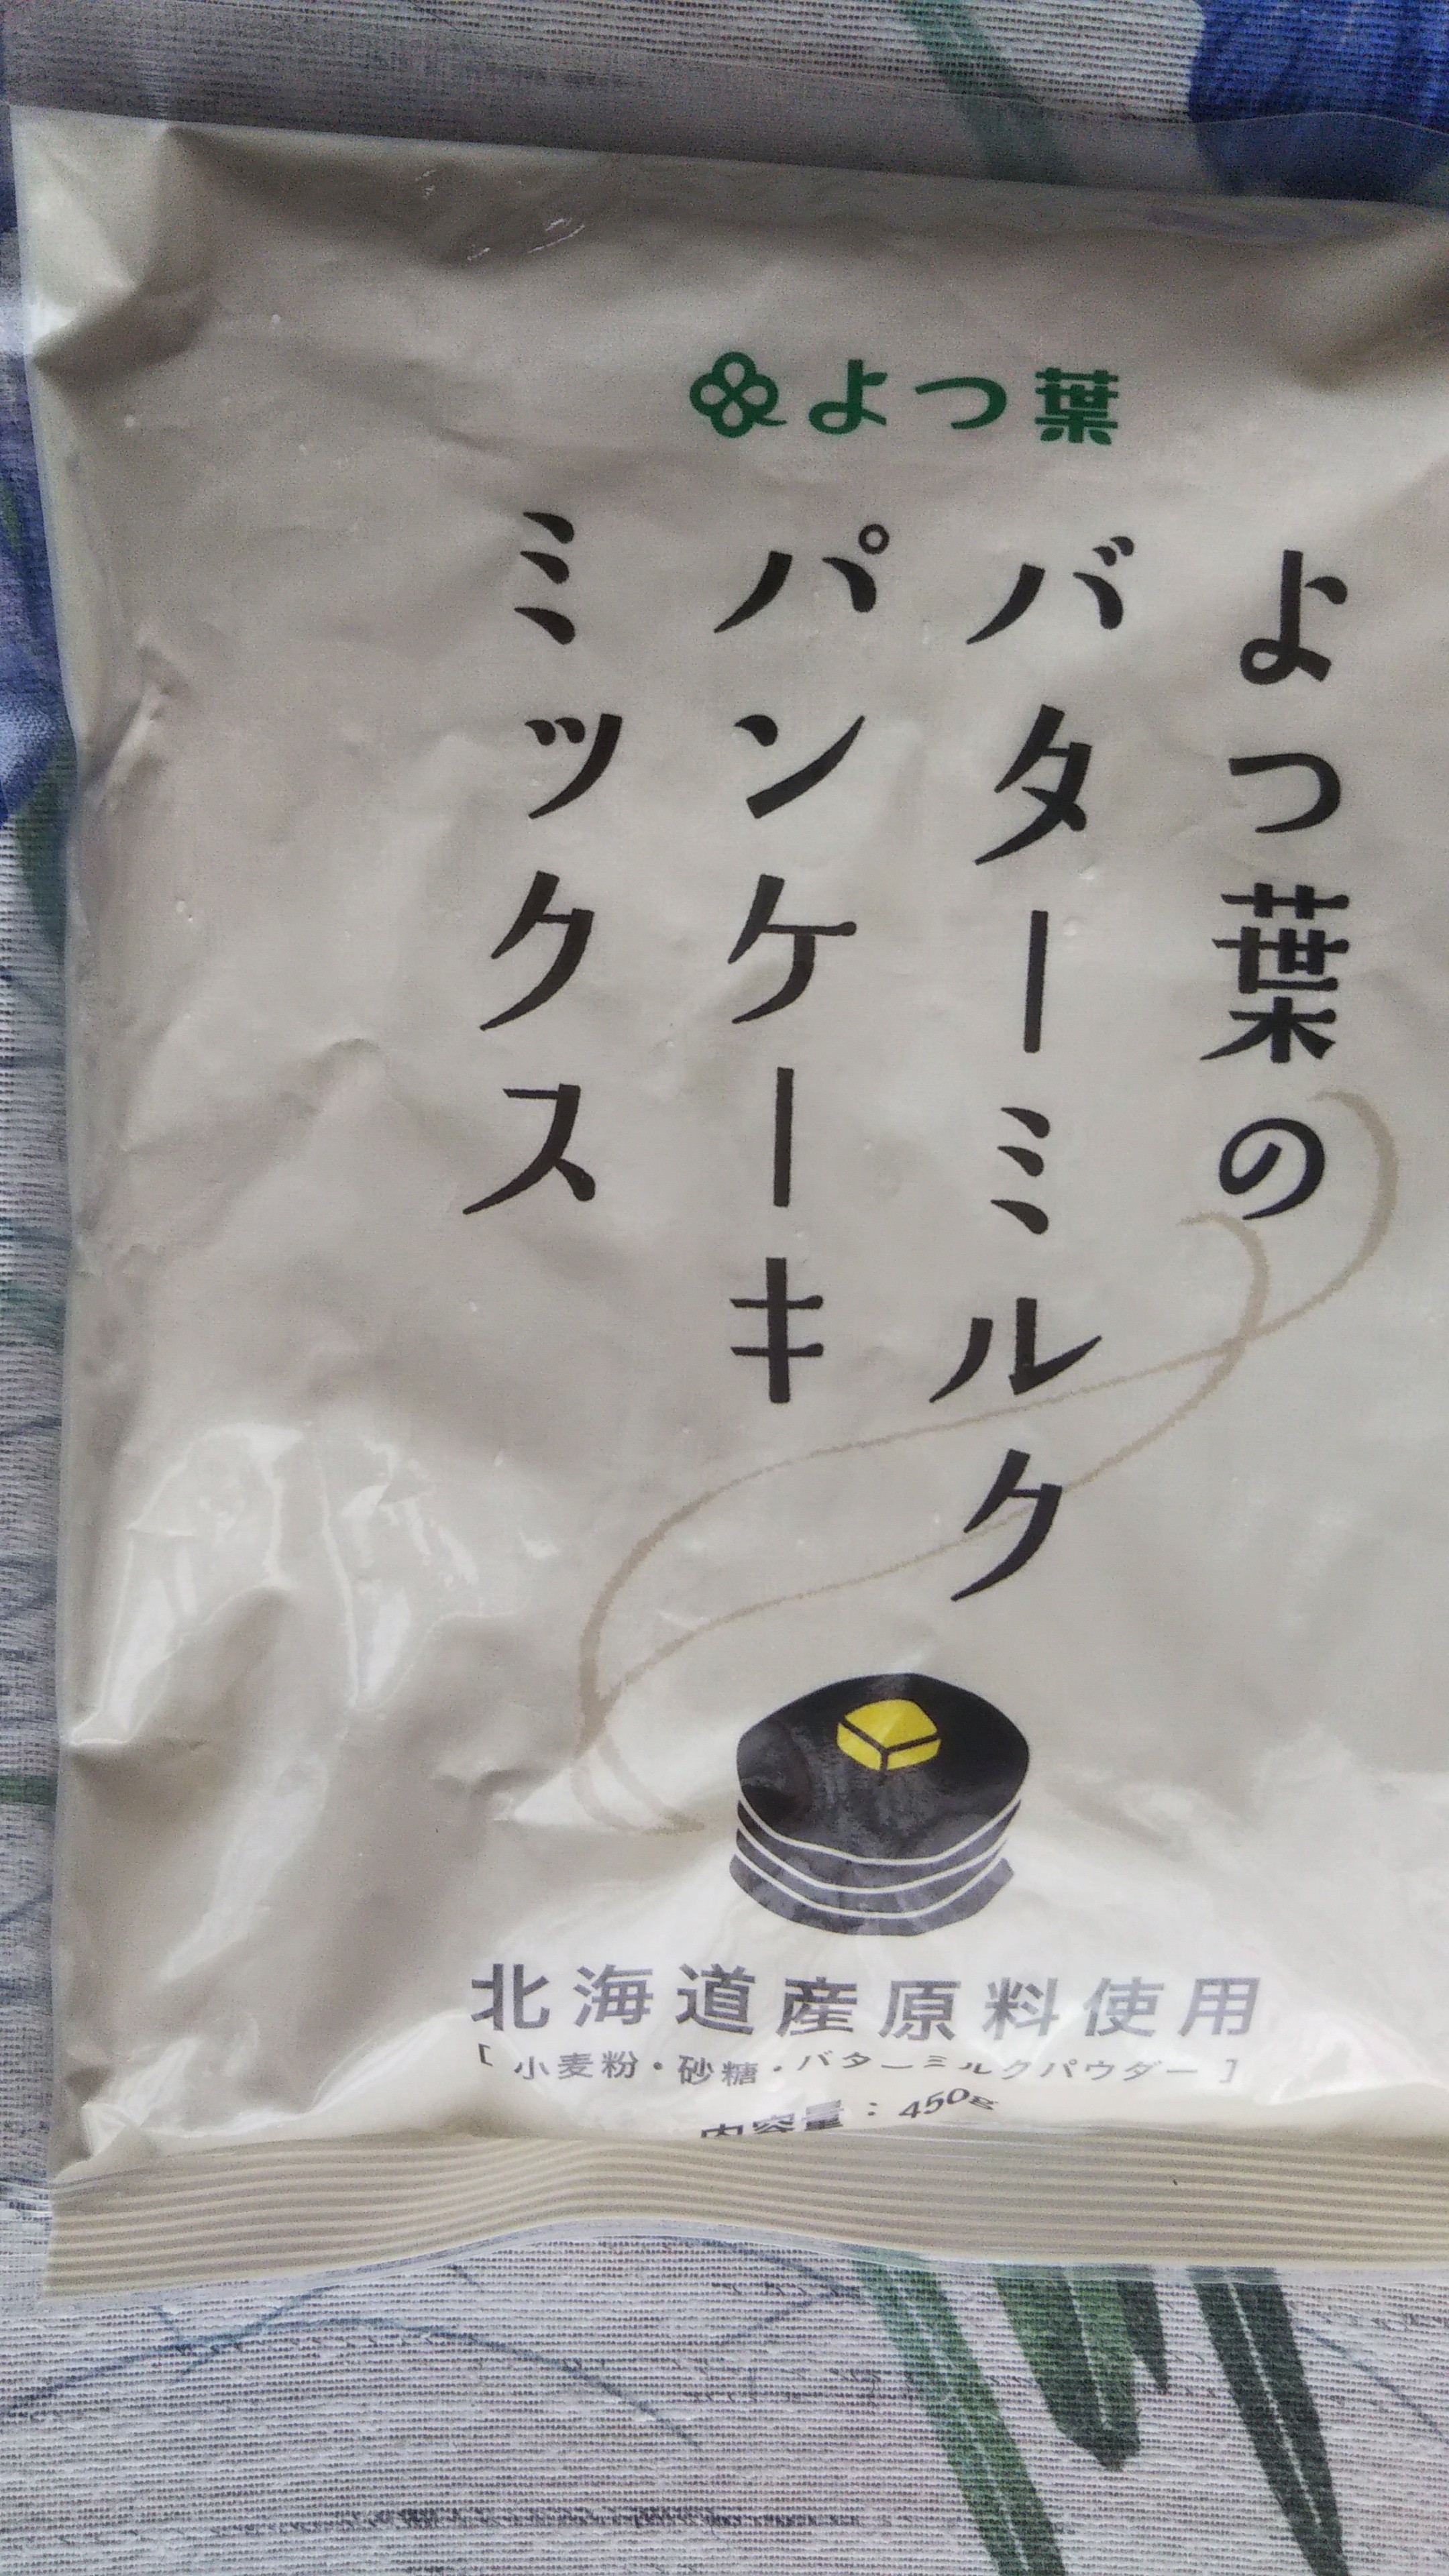 よつ葉
よつ葉の
バターミルク
パンケーキ
ミックス
北海道産原料使用
[小麦粉・砂糖・バターミルクパウダー]
内容量：450g